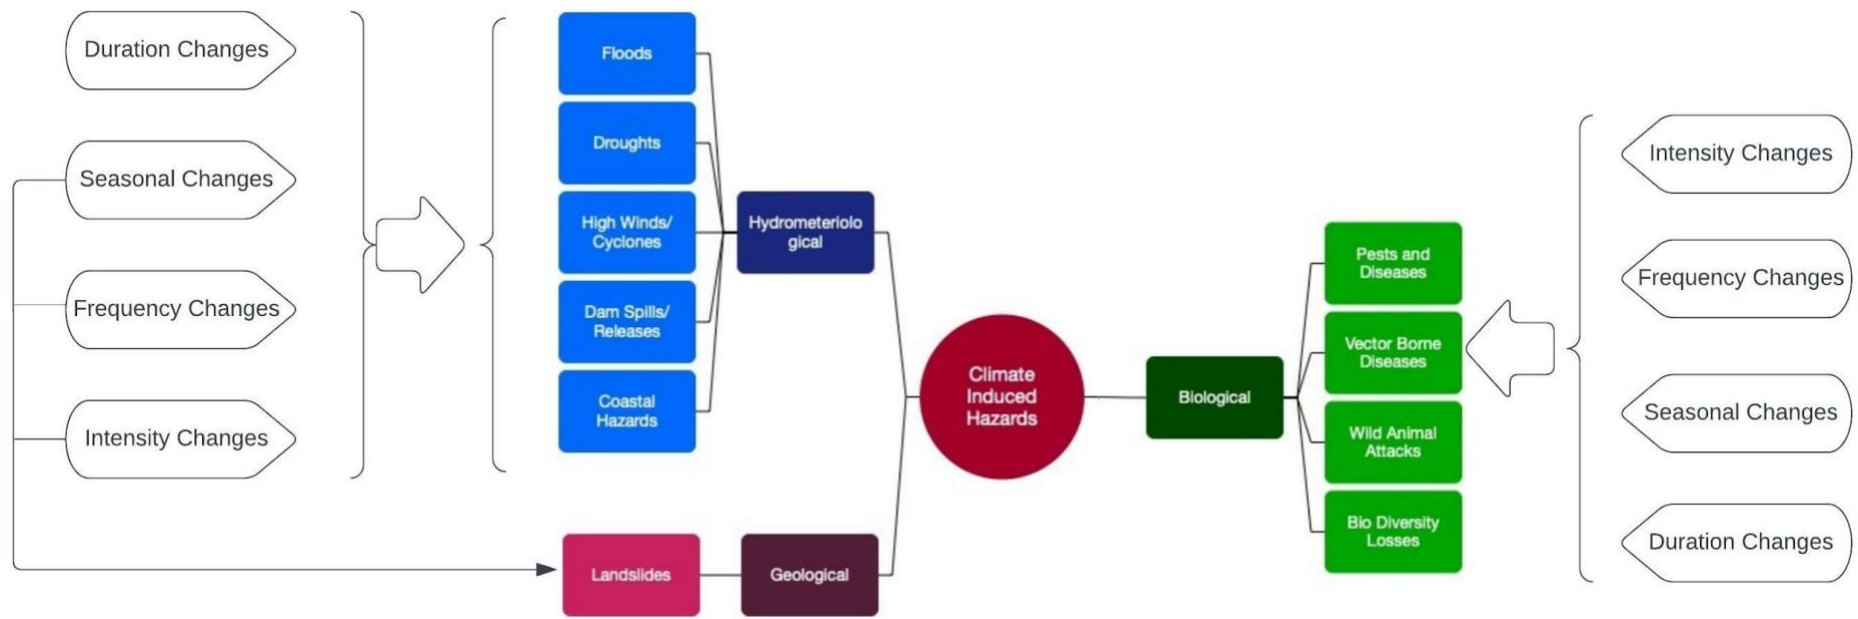 Duration Changes
Seasonal Changes
Frequency Changes
Intensity Changes
Floods
Droughts
High Winds/
Cyclones
Dam Spills/
Releases
Coastal
Hazards
Landslides
Hydrometeriolo
gical
Geological
Climate
Induced
Hazards
Biological
Pests and
Diseases
Vector Borne
Diseases
Wild Animal
Attacks
Bio Diversity
Losses
Intensity Changes
Frequency Changes
Seasonal Changes
Duration Changes